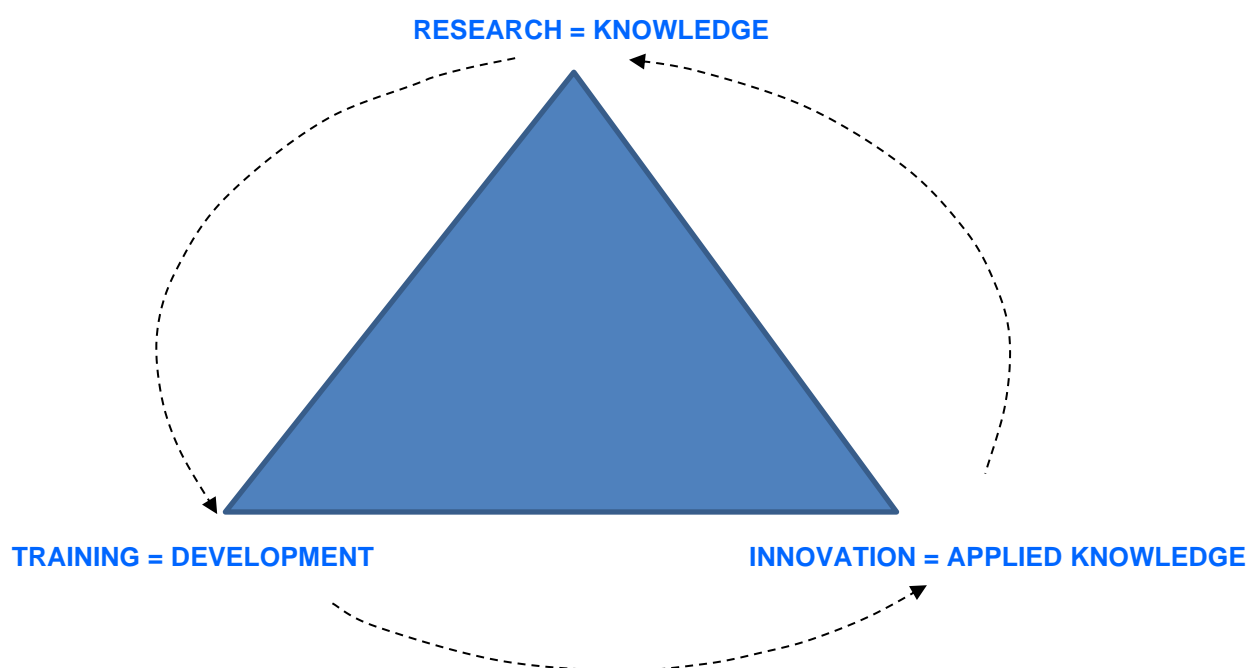 RESEARCH = KNOWLEDGE
TRAINING = DEVELOPMENT
INNOVATION = APPLIED KNOWLEDGE